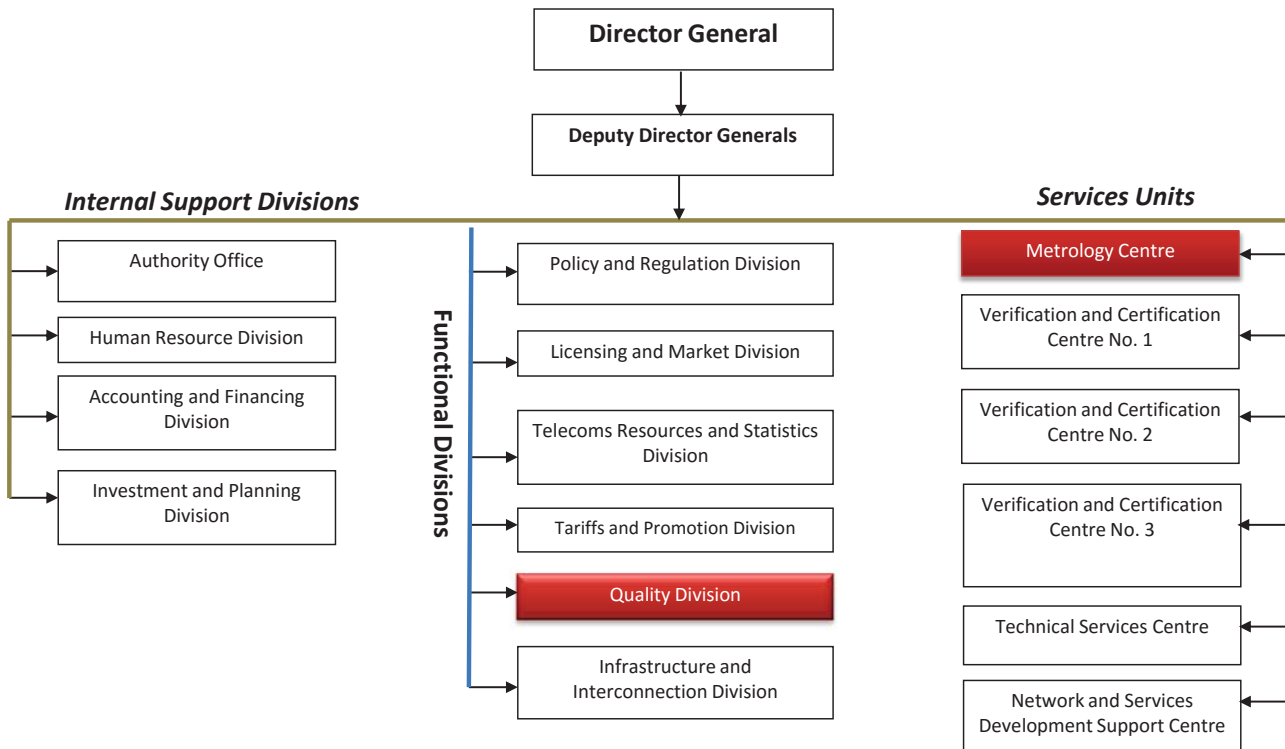 Director General
Deputy Director Generals
Internal Support Divisions
Services Units
Authority Office
Human Resource Division
Accounting and Financing
Division
Investment and Planning
Division
Functional Divisions
Policy and Regulation Division
Licensing and Market Division
Telecoms Resources and Statistics
Division
Tariffs and Promotion Division
Quality Division
Infrastructure and
Interconnection Division
Metrology Centre
Verification and Certification
Centre No. 1
Verification and Certification
Centre No. 2
Verification and Certification
Centre No. 3
Technical Services Centre
Network and Services
Development Support Centre